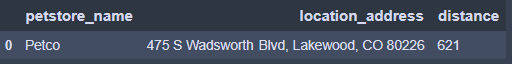 petstore_name location_address distance
0 Petco 475 S Wadsworth Blvd, Lakewood, CO 80226 621